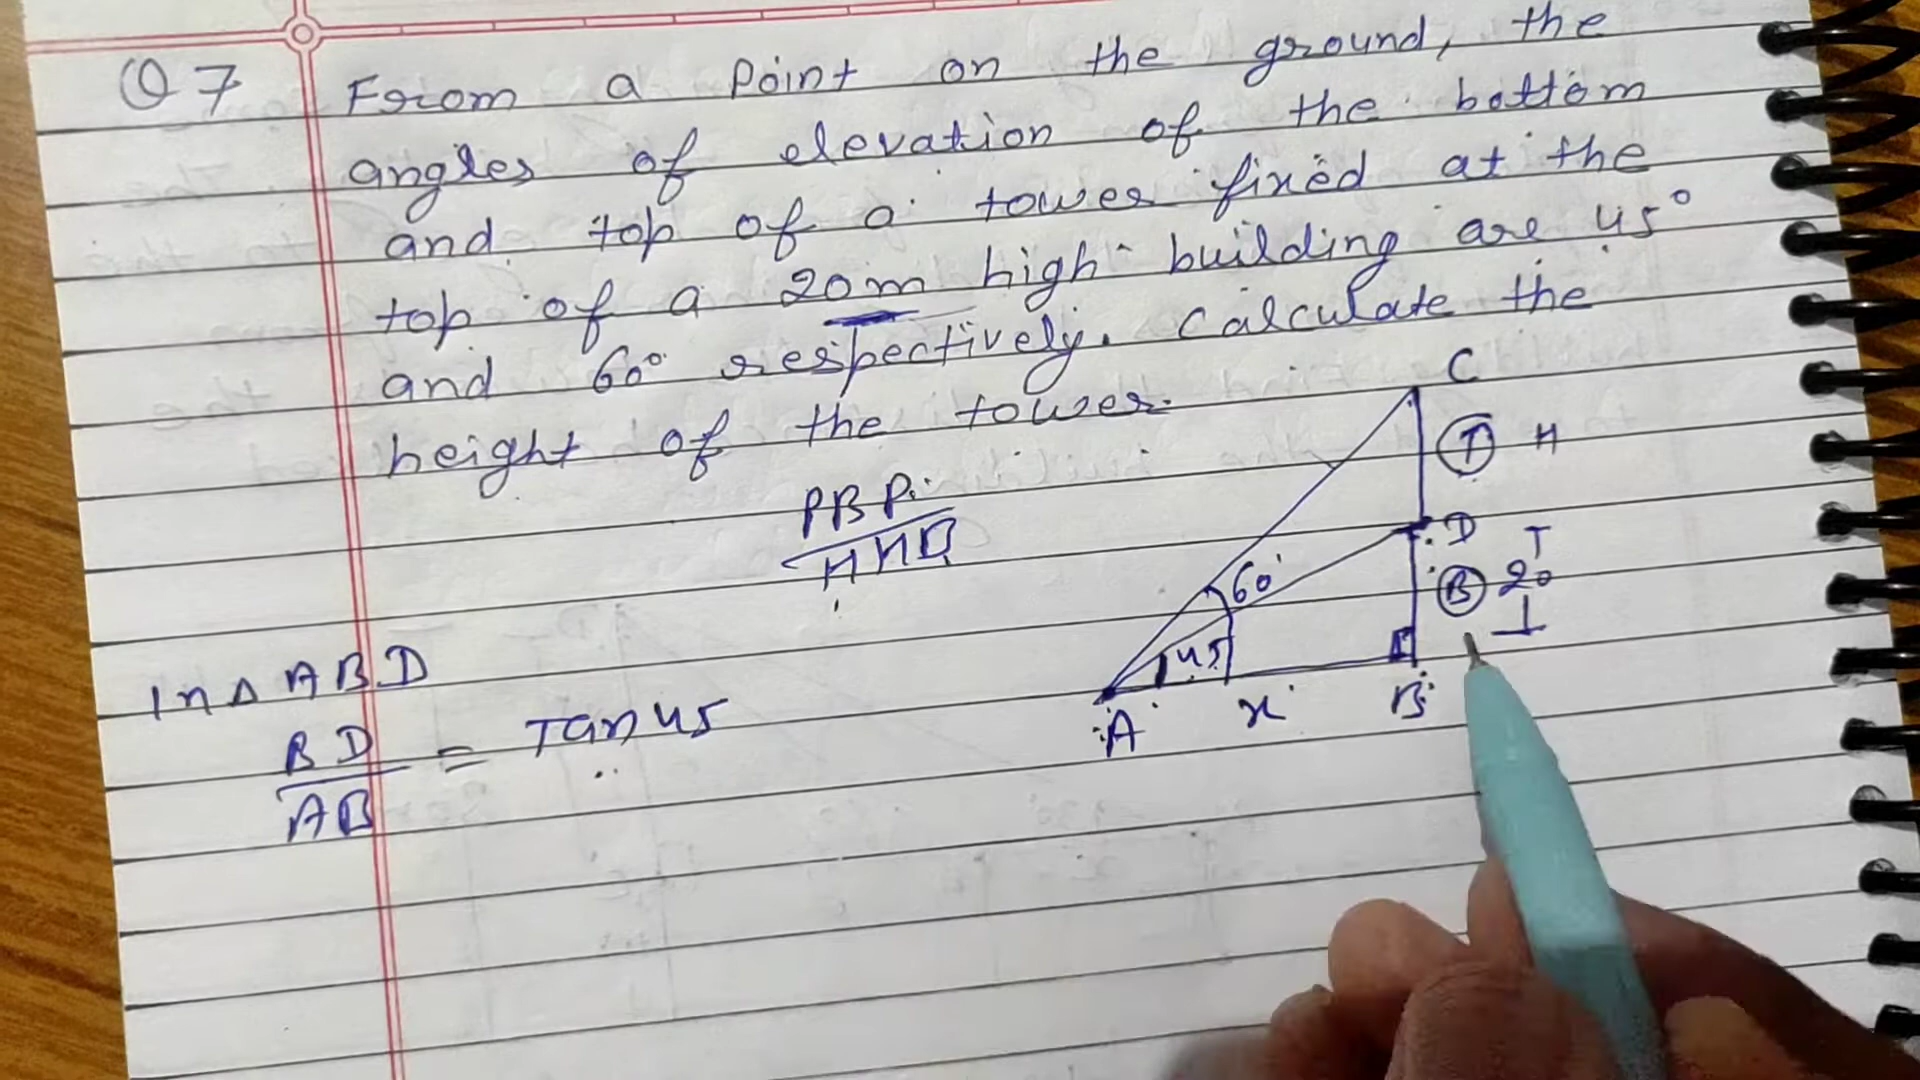 Q7 From a Point on the ground, the
angles of elevation of the bottom
and top of a tower fixed at the
top of a 20m high building are 45°
and 60° respectively. Calculate the
height of the tower.
C
T H
PBP
HHB
D T
60°
B 20
45
A x B
In Δ ABD
BD = Tan 45
AB